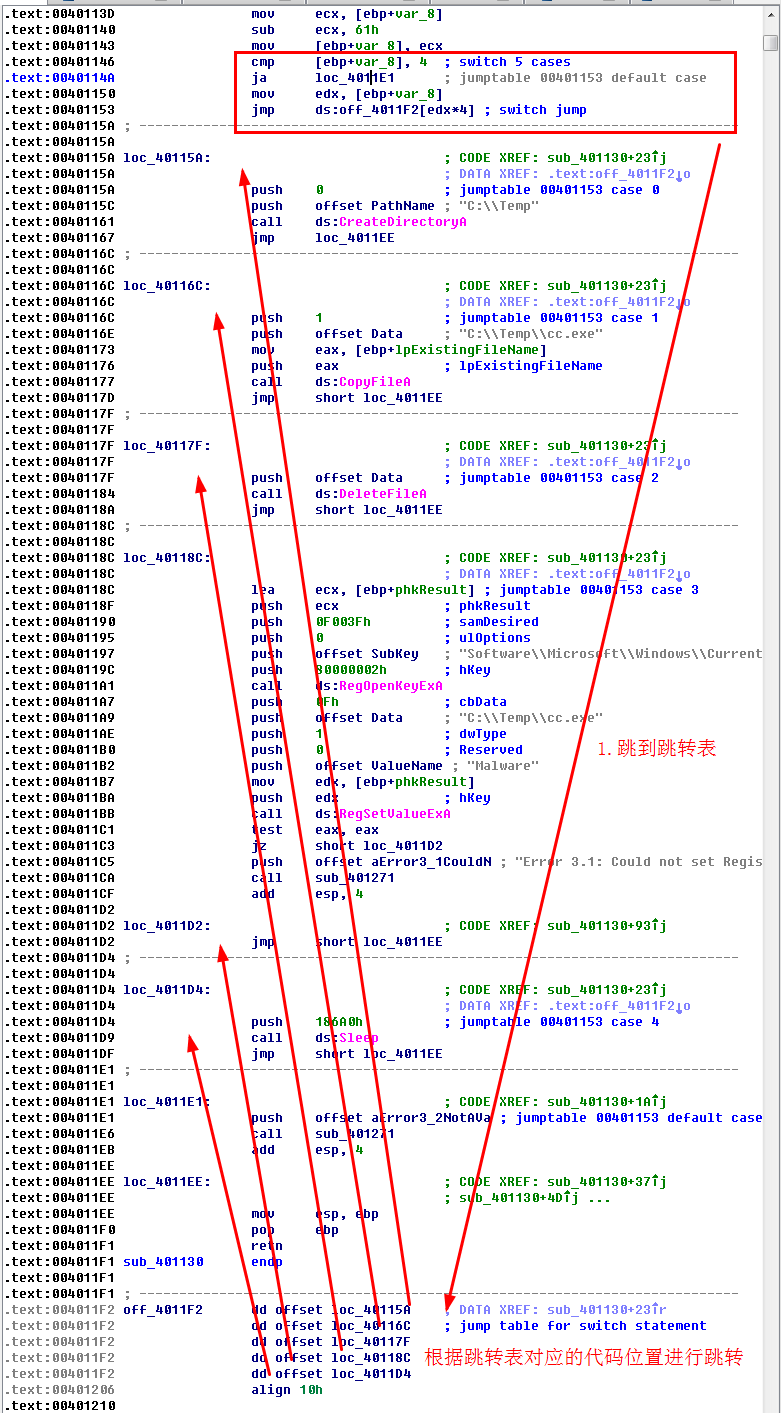 .text:0040113D mov ecx, [ebp+var_8]
.text:00401140 sub ecx, 61h
.text:00401143 mov [ebp+var_8], ecx
.text:00401146 cmp [ebp+var_8], 4 ; switch 5 cases
.text:0040114A ja loc_4011E1 ; jumptable 00401153 default case
.text:00401150 mov edx, [ebp+var_8]
.text:00401153 jmp ds:off_4011F2[edx*4] ; switch jump
.text:0040115A ; ---------------------------------------------------------------------------
.text:0040115A
.text:0040115A loc_40115A: ; CODE XREF: sub_401130+23↑j
.text:0040115A ; DATA XREF: .text:off_4011F2↓o
.text:0040115A push 0 ; jumptable 00401153 case 0
.text:0040115C push offset PathName ; "C:\\Temp"
.text:00401161 call ds:CreateDirectoryA
.text:00401167 jmp loc_4011EE
.text:0040116C ; ---------------------------------------------------------------------------
.text:0040116C
.text:0040116C loc_40116C: ; CODE XREF: sub_401130+23↑j
.text:0040116C ; DATA XREF: .text:off_4011F2↓o
.text:0040116C push 1 ; jumptable 00401153 case 1
.text:0040116E push offset Data ; "C:\\Temp\\cc.exe"
.text:00401173 mov eax, [ebp+lpExistingFileName]
.text:00401176 push eax ; lpExistingFileName
.text:00401177 call ds:CopyFileA
.text:0040117D jmp short loc_4011EE
.text:0040117F ; ---------------------------------------------------------------------------
.text:0040117F
.text:0040117F loc_40117F: ; CODE XREF: sub_401130+23↑j
.text:0040117F ; DATA XREF: .text:off_4011F2↓o
.text:0040117F push offset Data ; jumptable 00401153 case 2
.text:00401184 call ds:DeleteFileA
.text:0040118A jmp short loc_4011EE
.text:0040118C ; ---------------------------------------------------------------------------
.text:0040118C
.text:0040118C loc_40118C: ; CODE XREF: sub_401130+23↑j
.text:0040118C ; DATA XREF: .text:off_4011F2↓o
.text:0040118C lea ecx, [ebp+phkResult] ; jumptable 00401153 case 3
.text:0040118F push ecx ; phkResult
.text:00401190 push 0F003Fh ; samDesired
.text:00401195 push 0 ; ulOptions
.text:00401197 push offset SubKey ; "Software\\Microsoft\\Windows\\Current
.text:0040119C push 80000002h ; hKey
.text:004011A1 call ds:RegOpenKeyExA
.text:004011A7 push 0Fh ; cbData
.text:004011A9 push offset Data ; "C:\\Temp\\cc.exe"
.text:004011AE push 1 ; dwType
.text:004011B0 push 0 ; Reserved
1.跳到跳转表
.text:004011B2 push offset ValueName ; "Malware"
.text:004011B7 mov edx, [ebp+phkResult]
.text:004011BA push edx ; hKey
.text:004011BB call ds:RegSetValueExA
.text:004011C1 test eax, eax
.text:004011C3 jz short loc_4011D2
.text:004011C5 push offset aError3_1CouldN ; "Error 3.1: Could not set Regis
.text:004011CA call sub_401271
.text:004011CF add esp, 4
.text:004011D2
.text:004011D2 loc_4011D2: ; CODE XREF: sub_401130+93↑j
.text:004011D2 jmp short loc_4011EE
.text:004011D4 ; ---------------------------------------------------------------------------
.text:004011D4
.text:004011D4 loc_4011D4: ; CODE XREF: sub_401130+23↑j
.text:004011D4 ; DATA XREF: .text:off_4011F2↓o
.text:004011D4 push 186A0h ; jumptable 00401153 case 4
.text:004011D9 call ds:Sleep
.text:004011DF jmp short loc_4011EE
.text:004011E1 ; ---------------------------------------------------------------------------
.text:004011E1
.text:004011E1 loc_4011E1: ; CODE XREF: sub_401130+1A↑j
.text:004011E1 push offset aError3_2NotAVa ; jumptable 00401153 default case
.text:004011E6 call sub_401271
.text:004011EB add esp, 4
.text:004011EE
.text:004011EE loc_4011EE: ; CODE XREF: sub_401130+37↑j
.text:004011EE ; sub_401130+4D↑j ...
.text:004011EE mov esp, ebp
.text:004011F0 pop ebp
.text:004011F1 retn
.text:004011F1 sub_401130 endp
.text:004011F1
.text:004011F1 ; ---------------------------------------------------------------------------
.text:004011F2 off_4011F2 dd offset loc_40115A ; DATA XREF: sub_401130+23↑r
.text:004011F2 dd offset loc_40116C ; jump table for switch statement
.text:004011F2 dd offset loc_40117F
.text:004011F2 dd offset loc_40118C
根据跳转表对应的代码位置进行跳转
.text:004011F2 dd offset loc_4011D4
.text:00401206 align 10h
.text:00401210